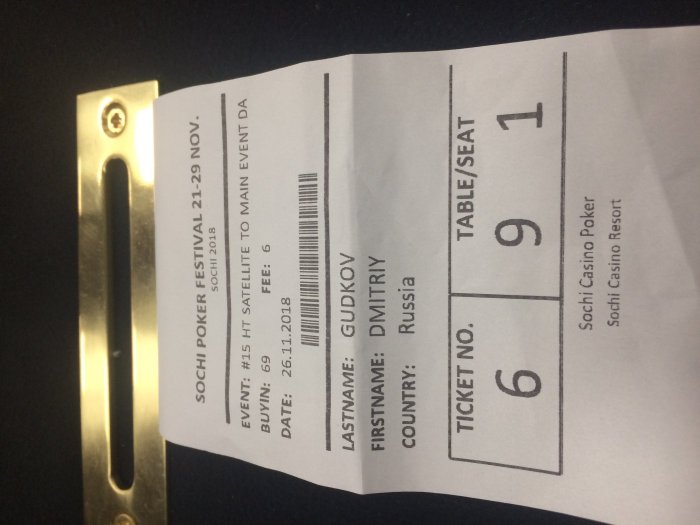 SOCHI POKER FESTIVAL 21-29 NOV.
SOCHI 2018
EVENT: #15 HT SATELLITE TO MAIN EVENT DA
BUYIN: 69 FEE: 6
DATE: 26.11.2018
LASTNAME: GUDKOV
FIRSTNAME: DMITRIY
COUNTRY: Russia
TICKET NO. TABLE/SEAT
6 9 1
Sochi Casino Poker
Sochi Casino Resort